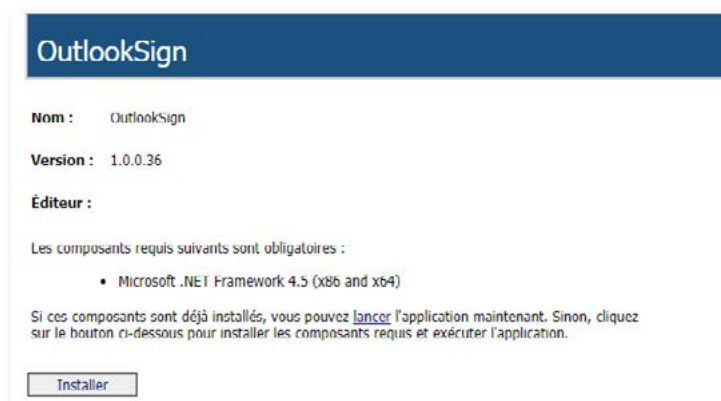 OutlookSign
Nom : OutlookSign
Version : 1.0.0.36
Éditeur :
Les composants requis suivants sont obligatoires :
• Microsoft .NET Framework 4.5 (x86 and x64)
Si ces composants sont déjà installés, vous pouvez lancer l'application maintenant. Sinon, cliquez
sur le bouton ci-dessous pour installer les composants requis et exécuter l'application.
Installer